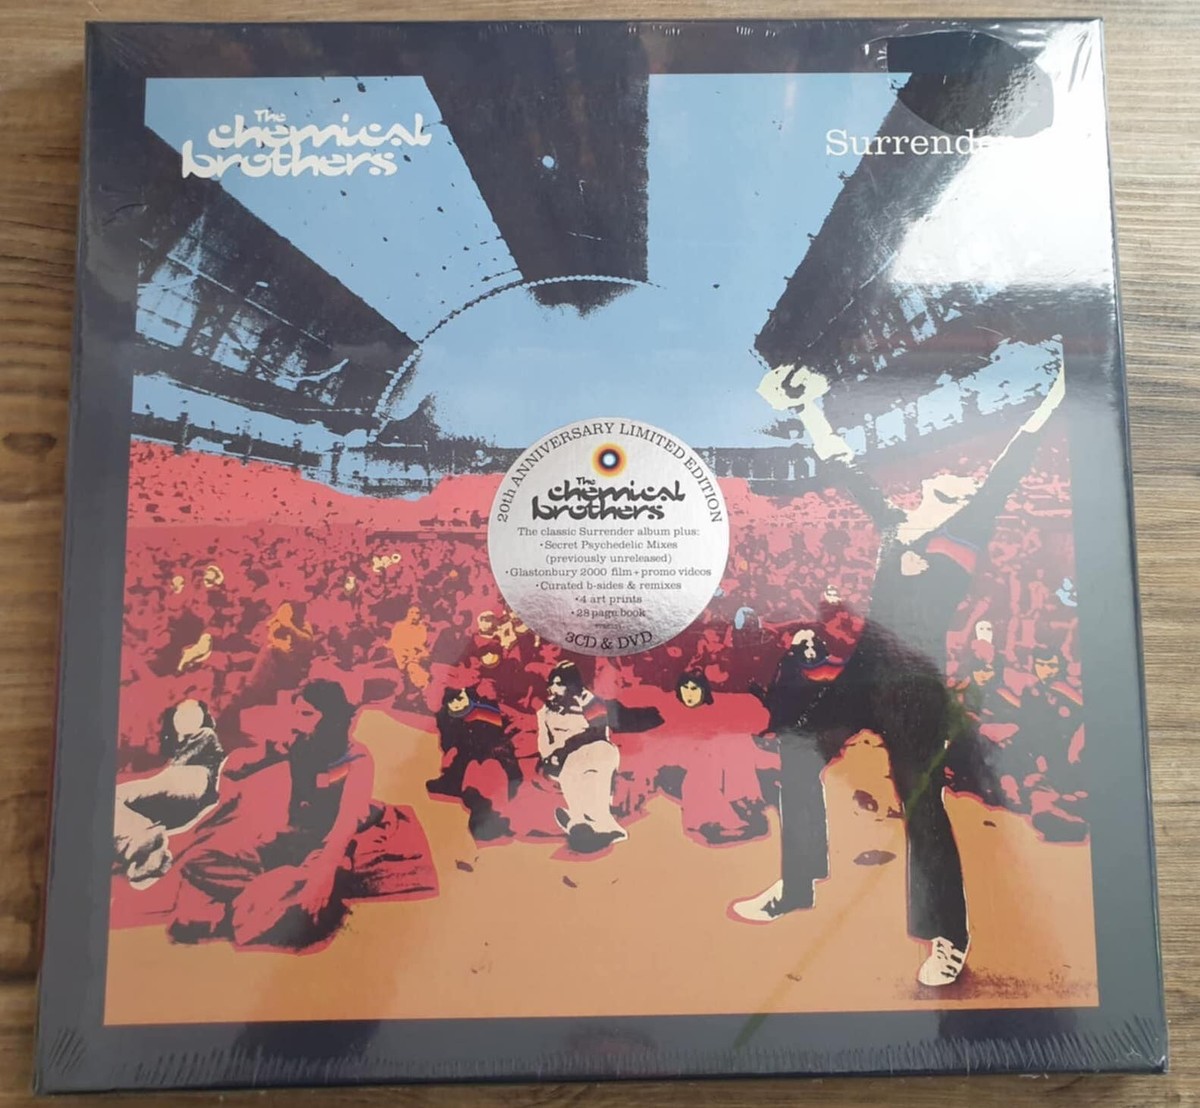 The
chemical
brothers
Surrender
20th ANNIVERSARY LIMITED EDITION
The
chemical
brothers
The classic Surrender album plus:
•Secret Psychedelic Mixes
(previously unreleased)
•Glastonbury 2000 film+promo videos
•Curated b-sides & remixes
•4 art prints
•28 page book
3CD & DVD